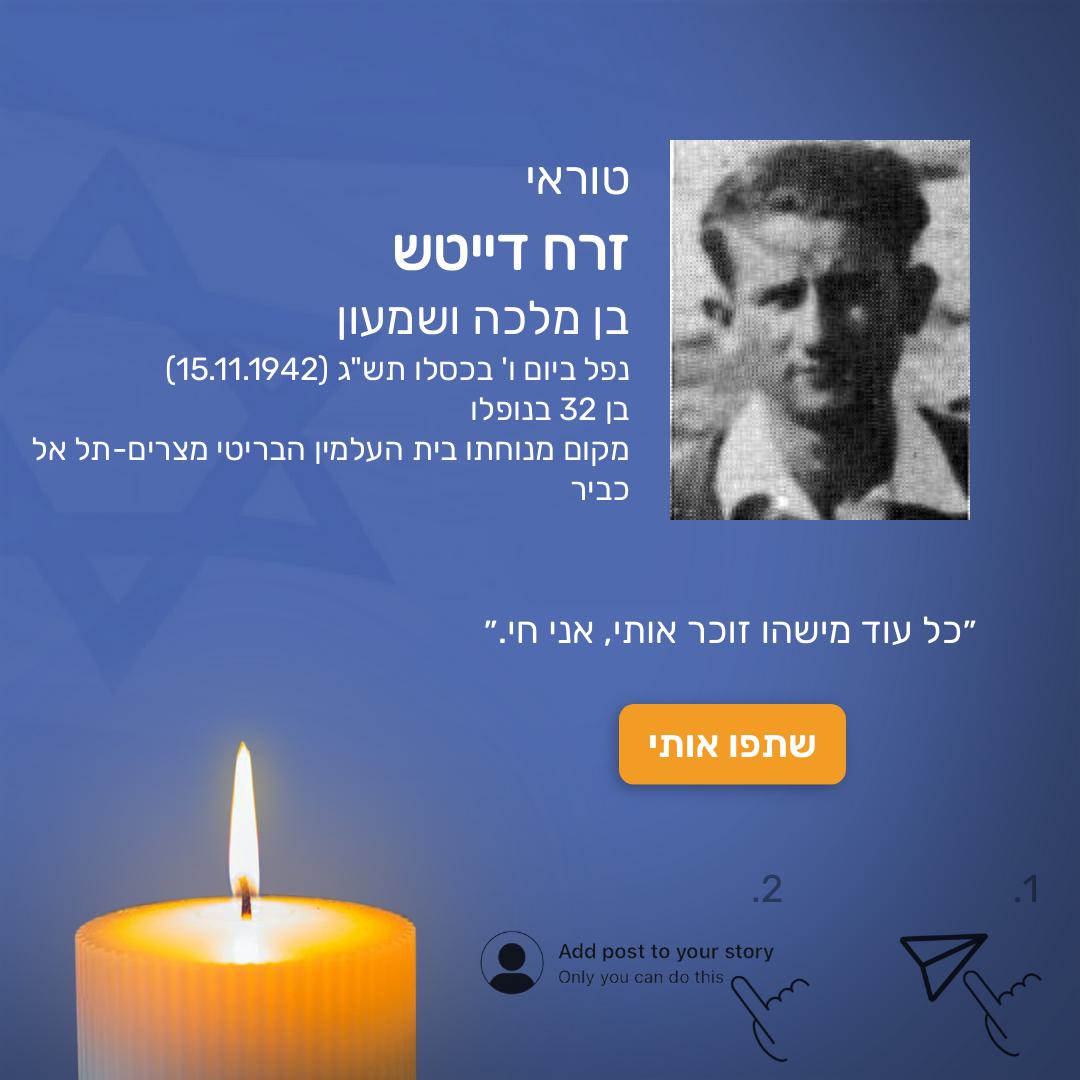 טוראי
זרח דייטש
בן מלכה ושמעון
נפל ביום ו' בכסלו תש"ג (15.11.1942)
בן 32 בנופלו
מקום מנוחתו בית העלמין הבריטי מצרים-תל אל
כביר
״כל עוד מישהו זוכר אותי, אני חי.״
שתפו אותי
.1
.2
Add post to your story
Only you can do this